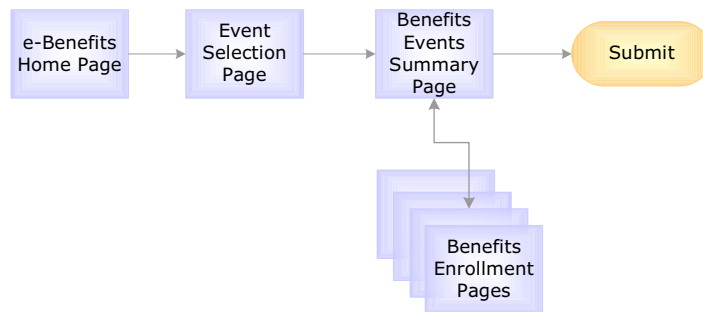 e-Benefits
Home Page
Event
Selection
Page
Benefits
Events
Summary
Page
Submit
Benefits
Enrollment
Pages